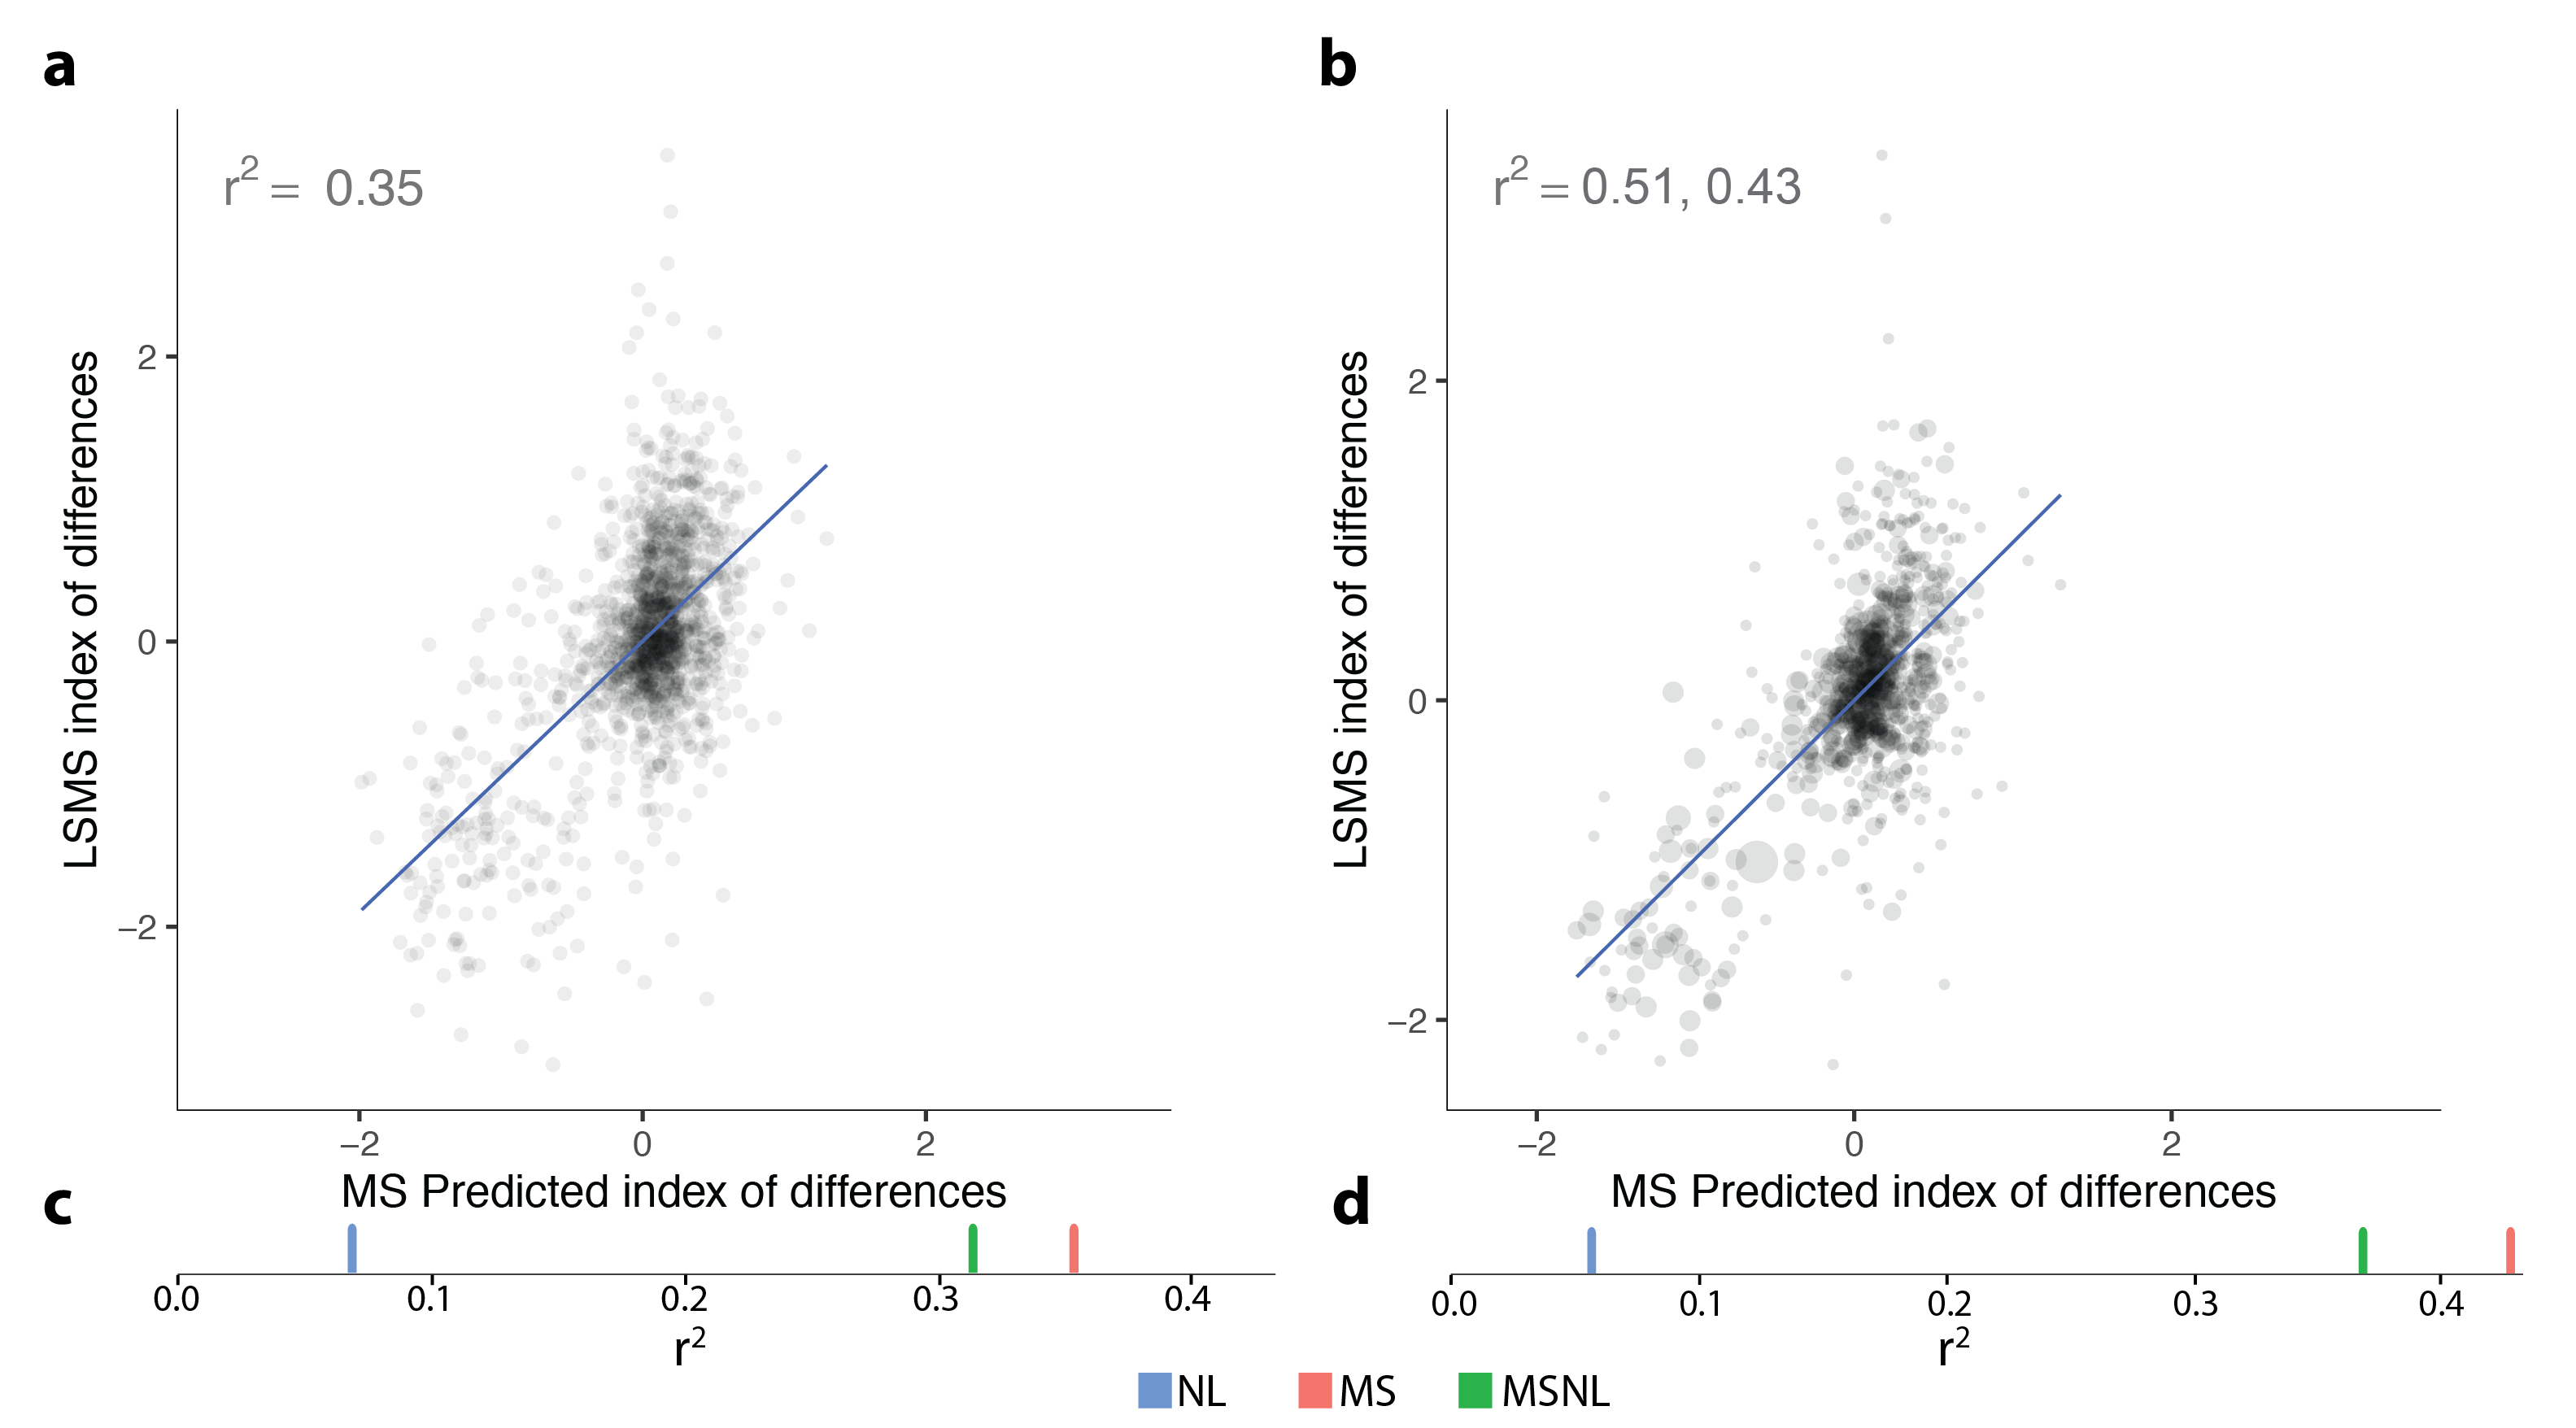 a
r² = 0.35
LSMS index of differences
2
0
−2
−2 0 2
MS Predicted index of differences
b
r² = 0.51, 0.43
LSMS index of differences
2
0
−2
−2 0 2
MS Predicted index of differences
c
0.0 0.1 0.2 0.3 0.4
r²
d
0.0 0.1 0.2 0.3 0.4
r²
NL MS MSNL